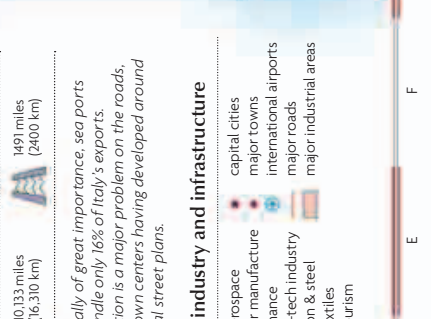 10,133 miles
(16,310 km)
1491 miles
(2400 km)
ally of great importance, sea ports
ndle only 16% of Italy's exports.
tion is a major problem on the roads,
own centers having developed around
al street plans.
industry and infrastructure
rospace
r manufacture
nance
-tech industry
on & steel
xtiles
urism
capital cities
major towns
international airports
major roads
major industrial areas
E
F